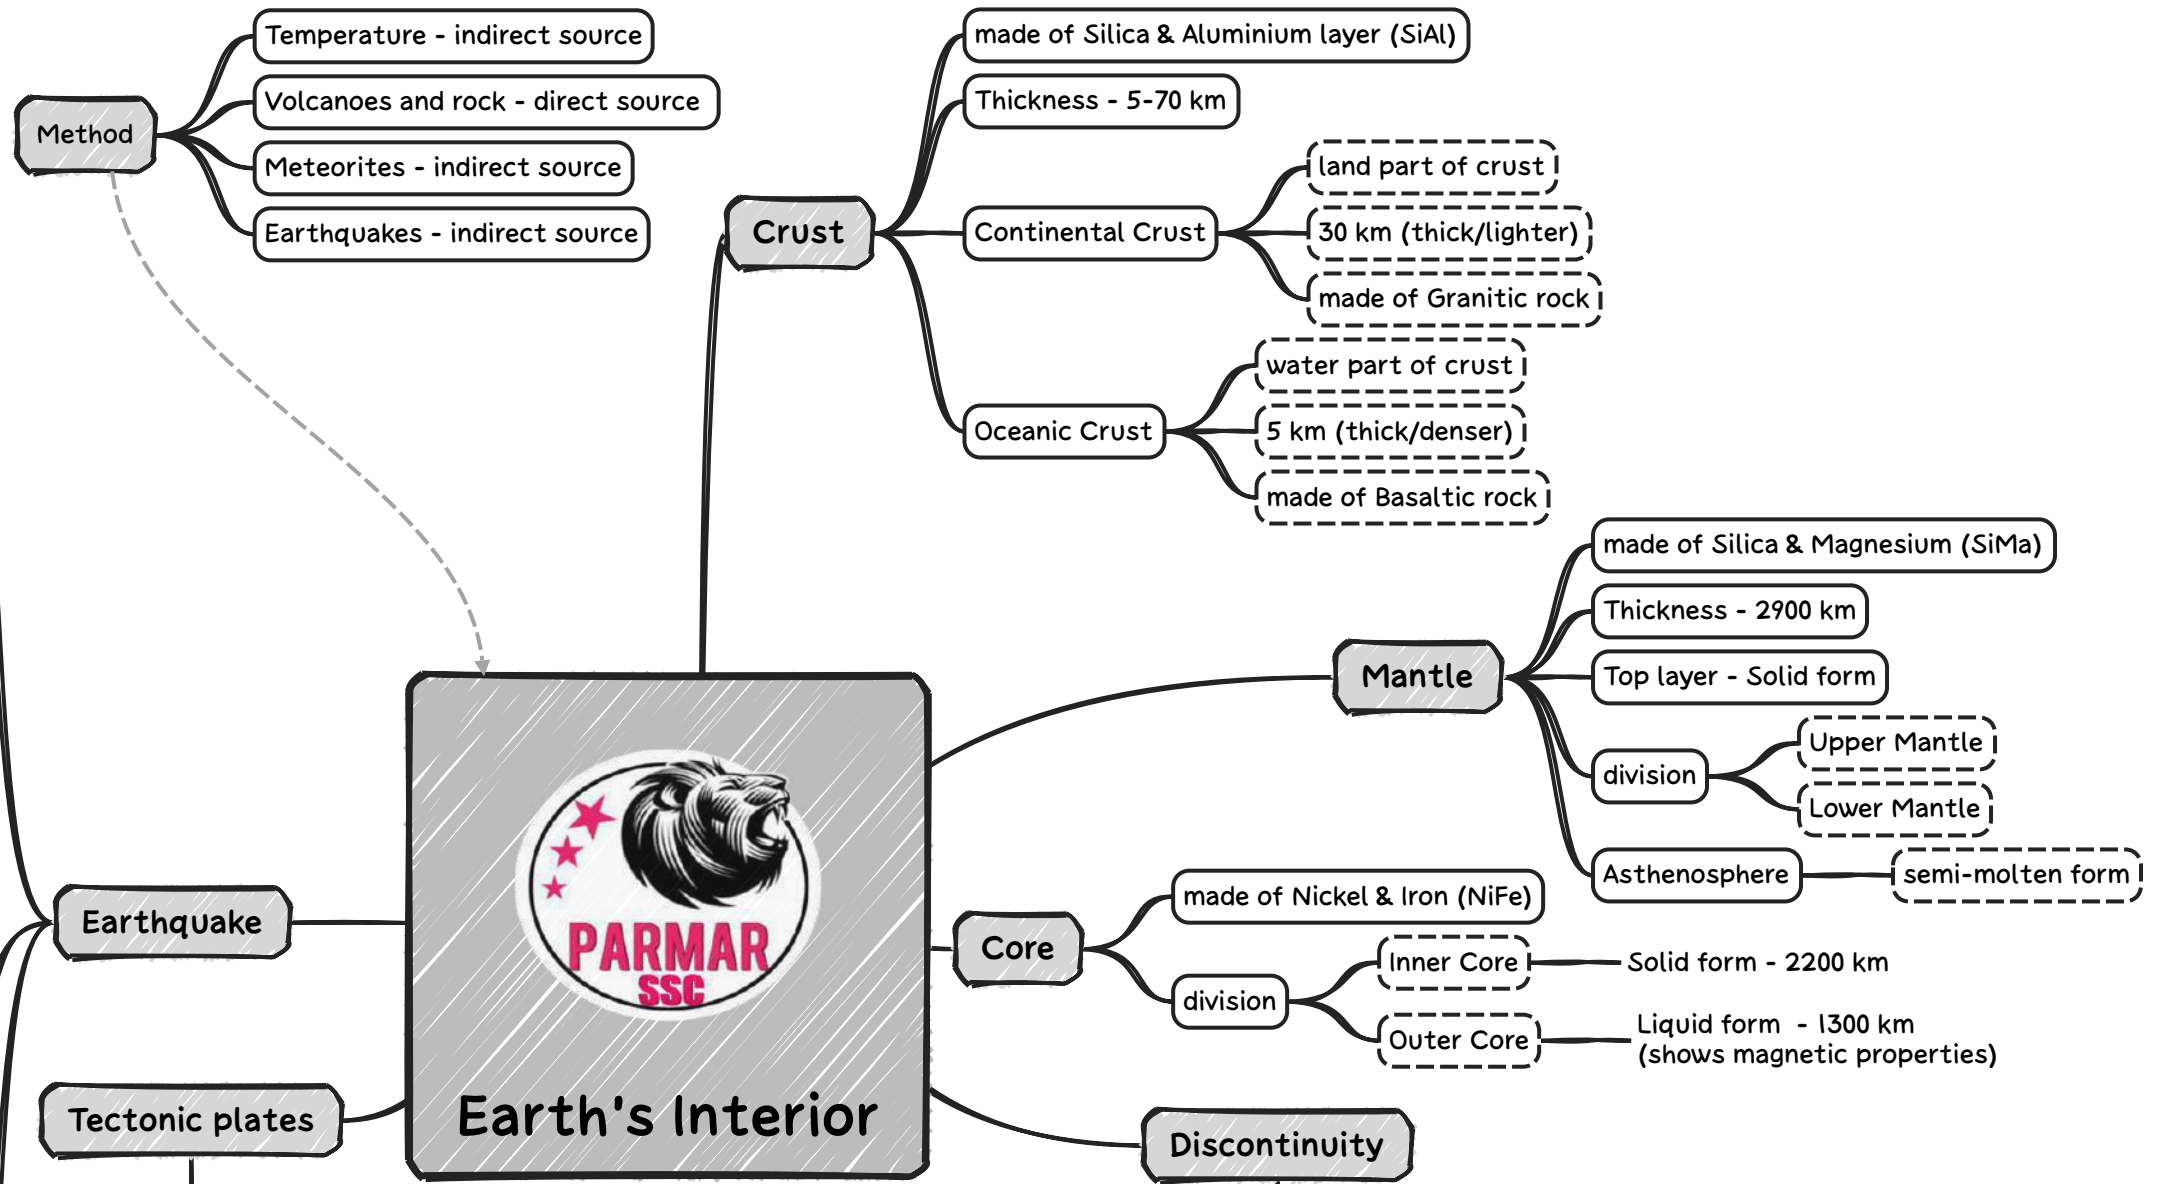 Method
Temperature - indirect source
Volcanoes and rock - direct source
Meteorites - indirect source
Earthquakes - indirect source
Crust
made of Silica & Aluminium layer (SiAl)
Thickness - 5-70 km
Continental Crust
land part of crust
30 km (thick/lighter)
made of Granitic rock
Oceanic Crust
water part of crust
5 km (thick/denser)
made of Basaltic rock
Mantle
made of Silica & Magnesium (SiMa)
Thickness - 2900 km
Top layer - Solid form
division
Upper Mantle
Lower Mantle
Asthenosphere
semi-molten form
Core
made of Nickel & Iron (NiFe)
division
Inner Core
Solid form - 2200 km
Outer Core
Liquid form - 1300 km
(shows magnetic properties)
Earthquake
Tectonic plates
PARMAR
SSC
Earth's Interior
Discontinuity